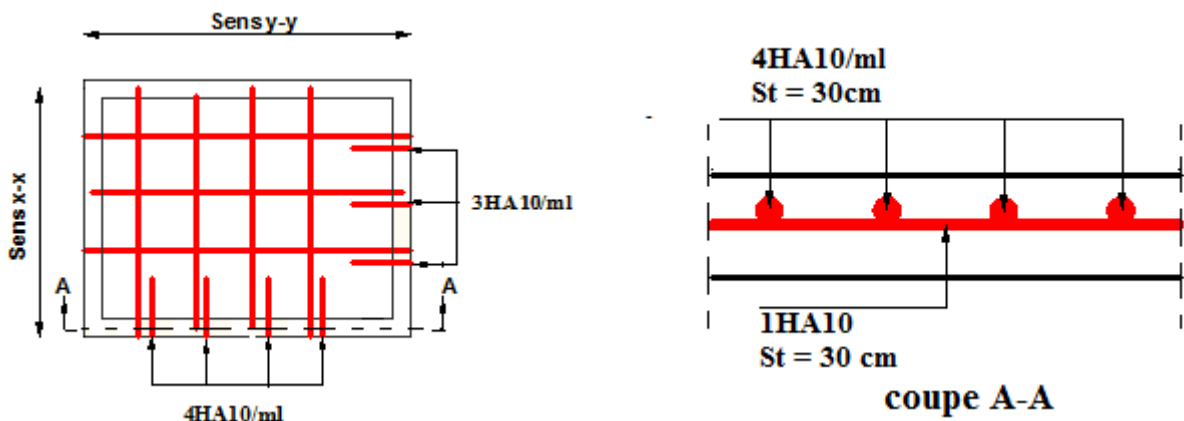 Sens y-y
Sens x-x
3HA10/ml
A
A
4HA10/ml
4HA10/ml
St = 30cm
1HA10
St = 30 cm
coupe A-A